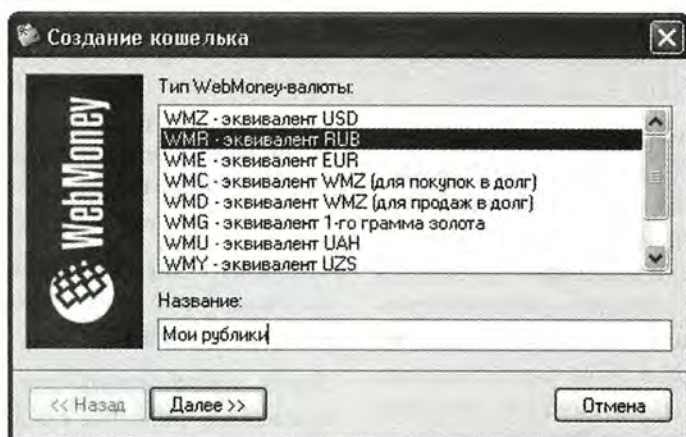 Создание кошелька
WebMoney
Тип WebMoney-валюты:
WMZ - эквивалент USD
WMR - эквивалент RUB
WME - эквивалент EUR
WMC - эквивалент WMZ (для покупок в долг)
WMD - эквивалент WMZ (для продаж в долг)
WMG - эквивалент 1-го грамма золота
WMU - эквивалент UAH
WMY - эквивалент UZS
Название:
Мои рублики
<< Назад
Далее >>
Отмена